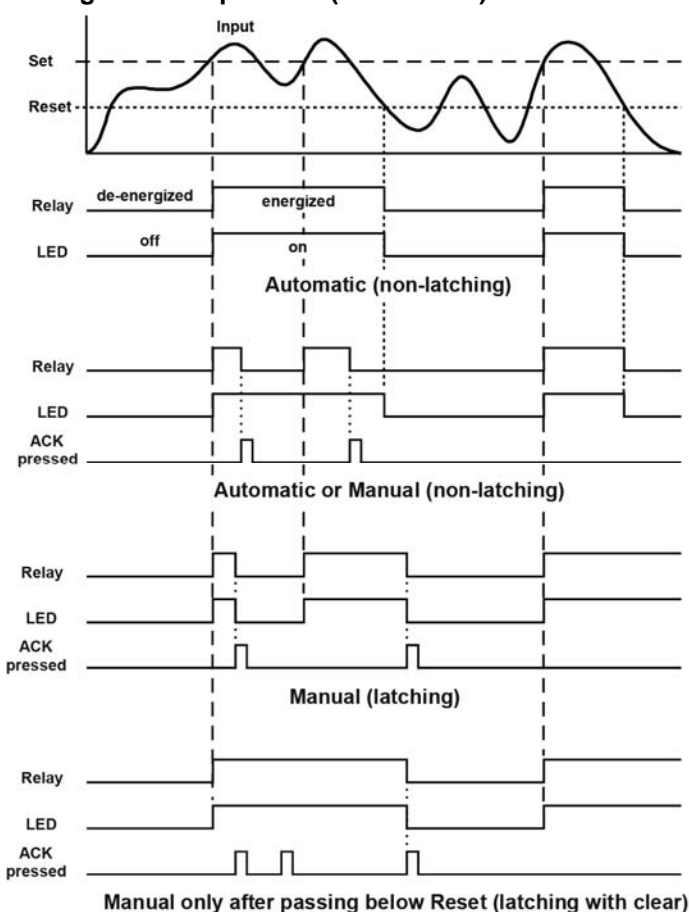 Input
Set
Reset
Relay de-energized energized
LED off on
Automatic (non-latching)
Relay
LED
ACK
pressed
Automatic or Manual (non-latching)
Relay
LED
ACK
pressed
Manual (latching)
Relay
LED
ACK
pressed
Manual only after passing below Reset (latching with clear)